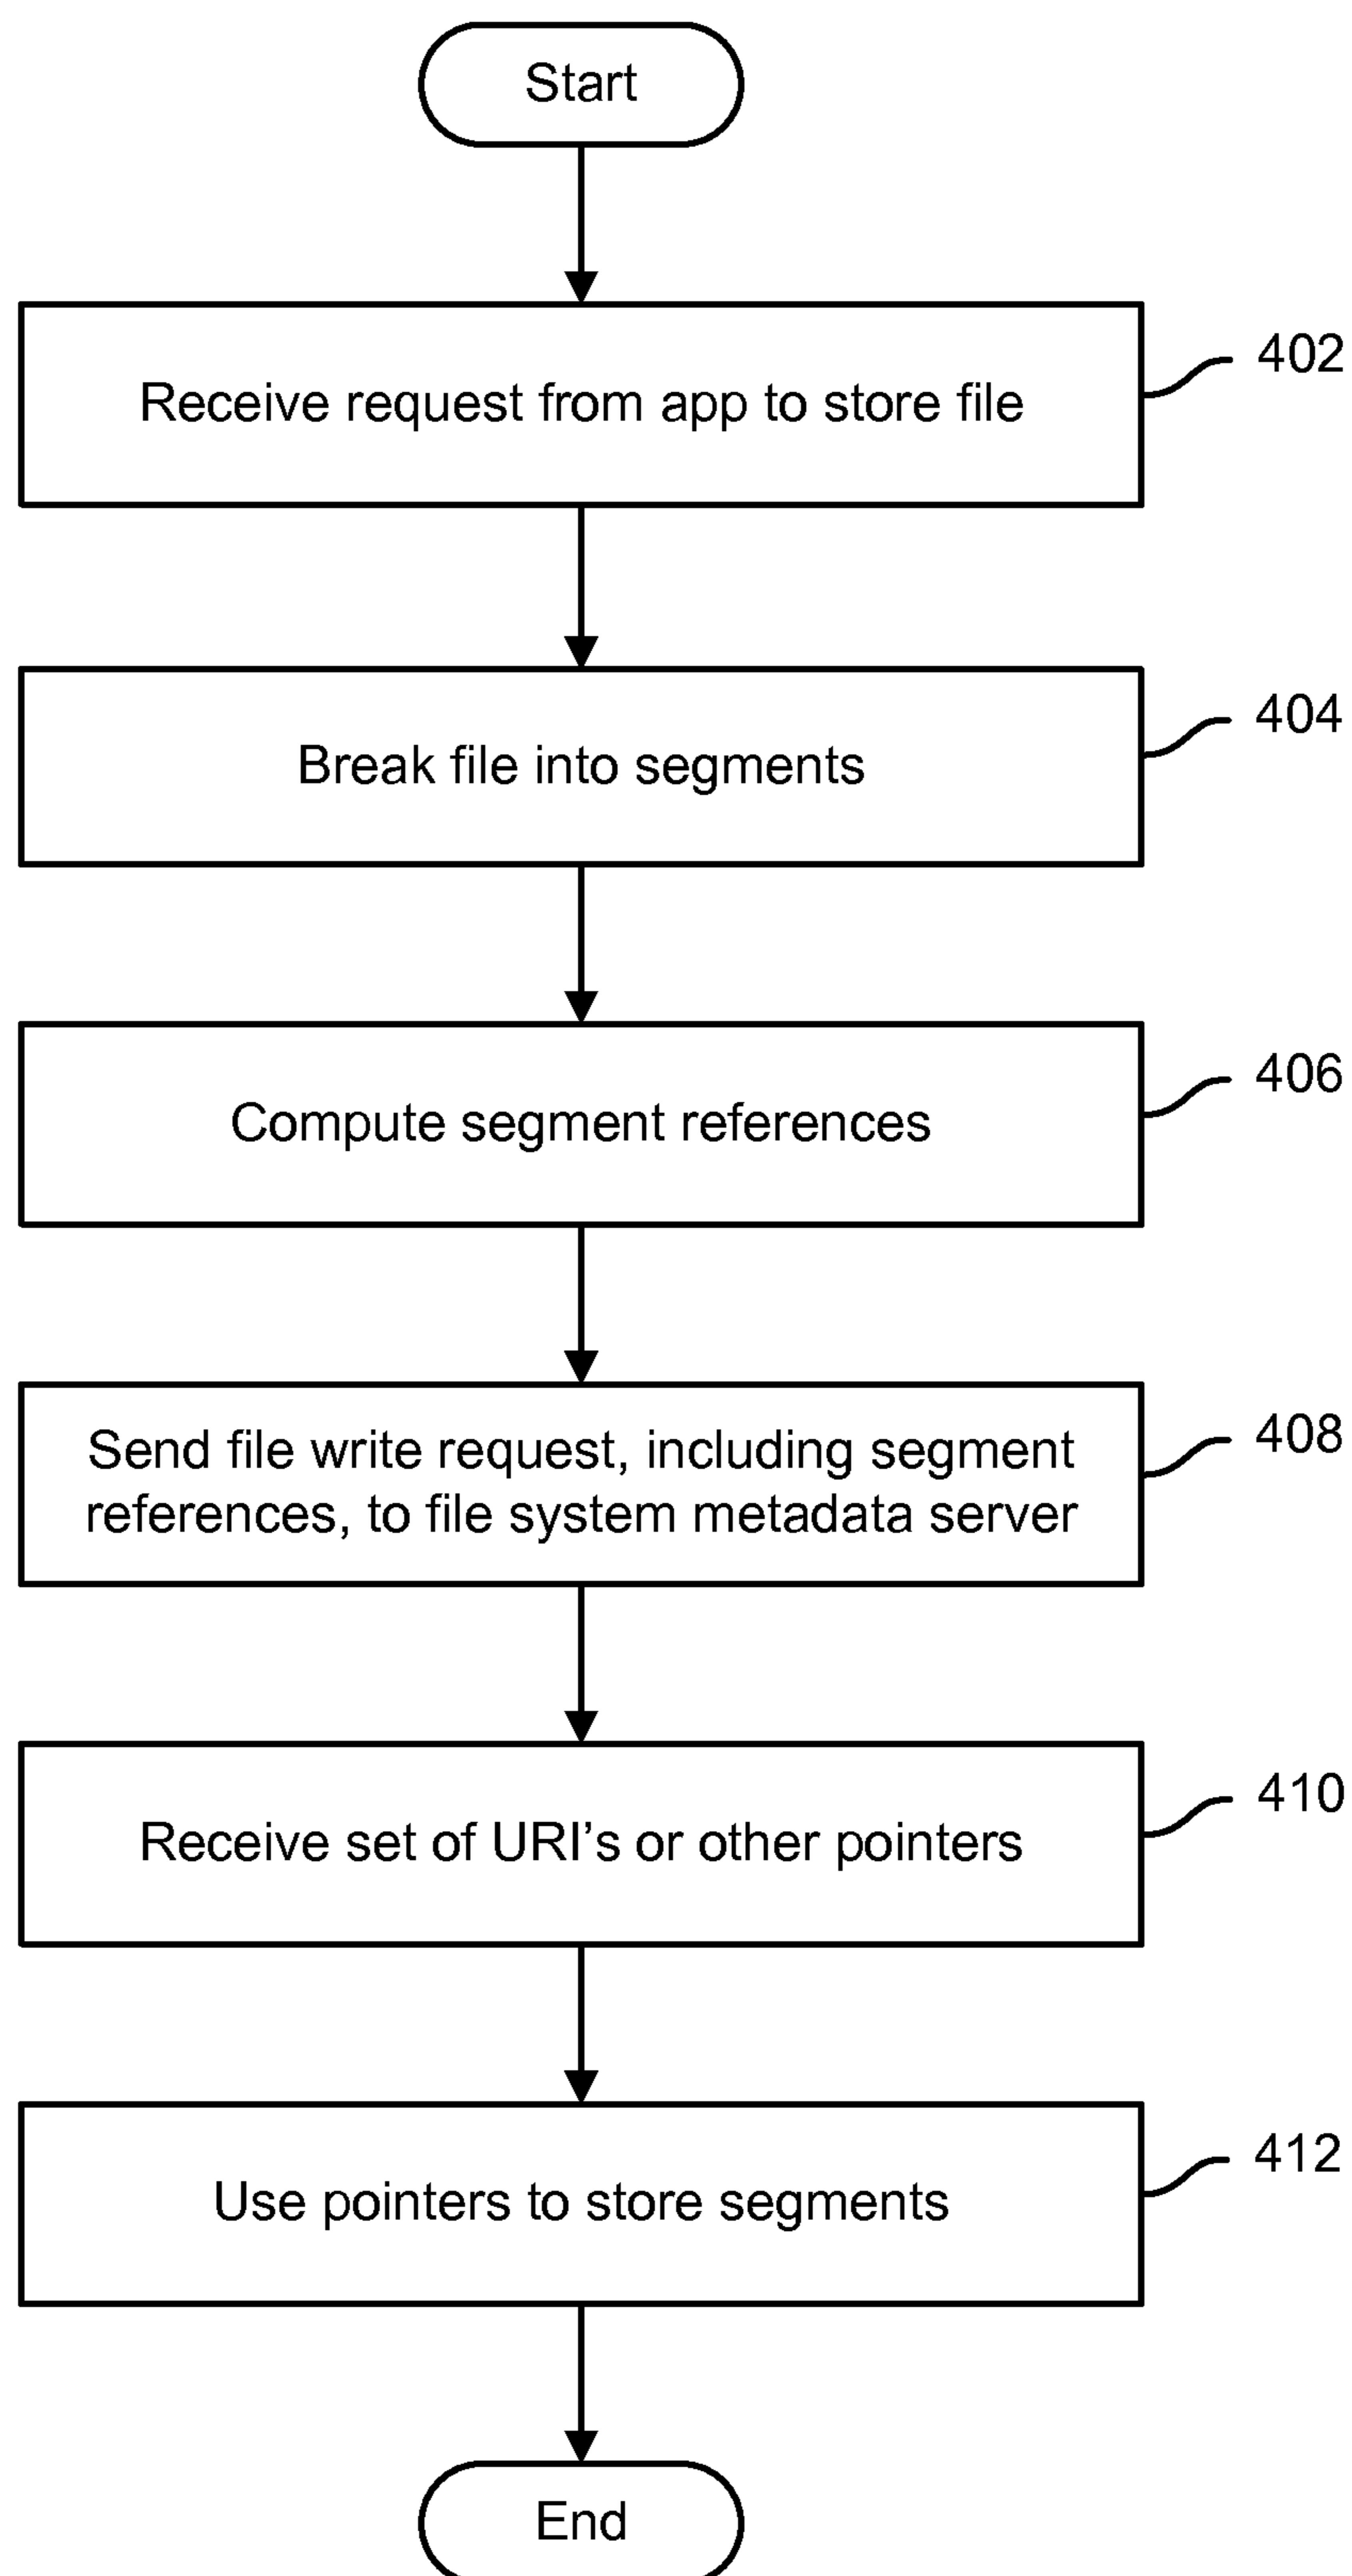 Start
Receive request from app to store file
402
Break file into segments
404
Compute segment references
406
Send file write request, including segment
references, to file system metadata server
408
Receive set of URI’s or other pointers
410
Use pointers to store segments
412
End